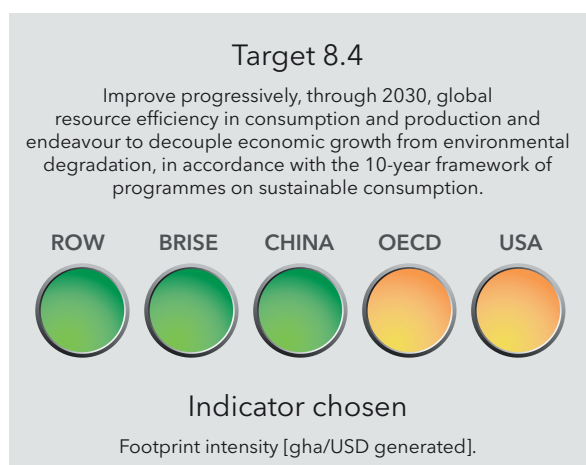 Target 8.4
Improve progressively, through 2030, global
resource efficiency in consumption and production and
endeavour to decouple economic growth from environmental
degradation, in accordance with the 10-year framework of
programmes on sustainable consumption.
ROW BRISE CHINA OECD USA
Indicator chosen
Footprint intensity [gha/USD generated].